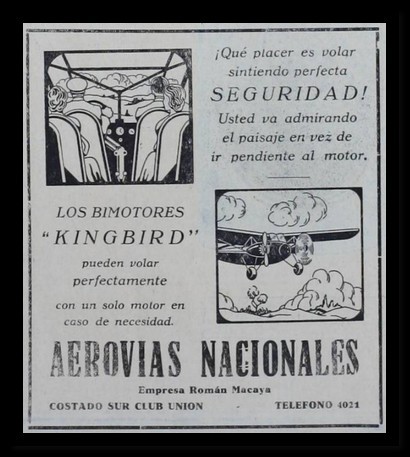 ¡Qué placer es volar
sintiendo perfecta
SEGURIDAD!
Usted va admirando
el paisaje en vez de
ir pendiente al motor.
LOS BIMOTORES
"KINGBIRD"
pueden volar
perfectamente
con un solo motor en
caso de necesidad.
AEROVIAS NACIONALES
Empresa Román Macaya
COSTADO SUR CLUB UNION - TELEFONO 4021